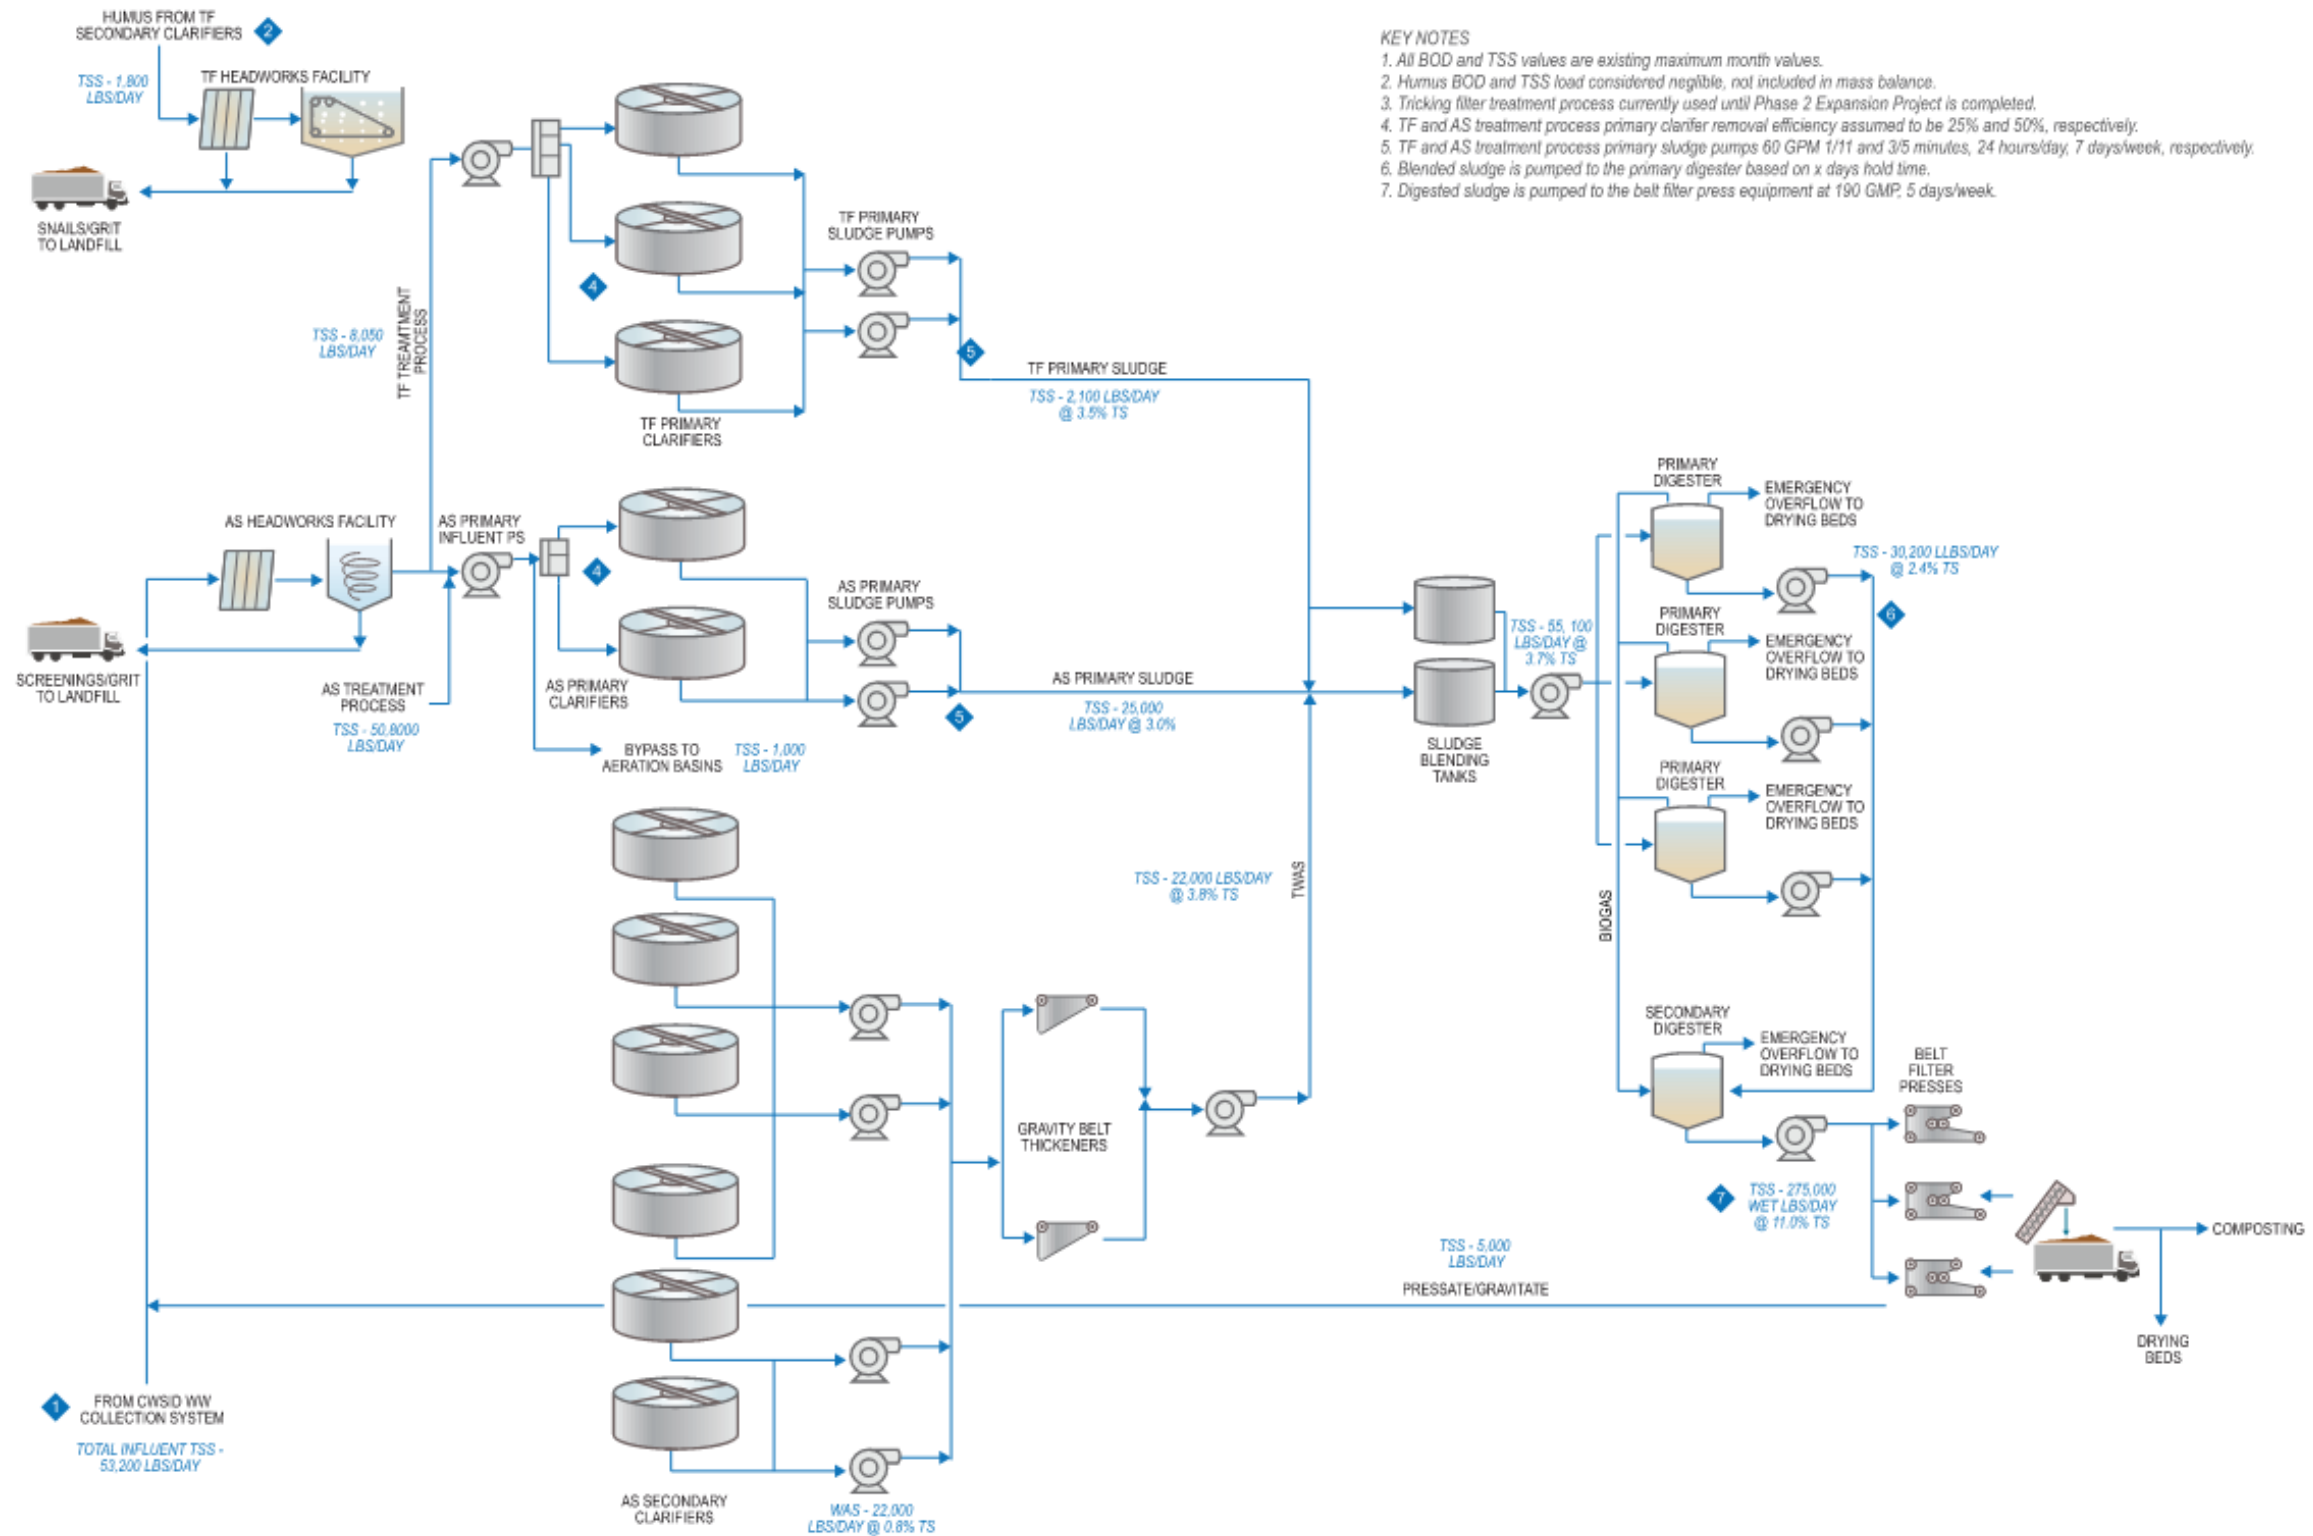 HUMUS FROM TF
SECONDARY CLARIFIERS
2
TSS - 1,800
LBS/DAY
TF HEADWORKS FACILITY
SNAILS/GRIT
TO LANDFILL
KEY NOTES
1. All BOD and TSS values are existing maximum month values.
2. Humus BOD and TSS load considered neglible, not included in mass balance.
3. Tricking filter treatment process currently used until Phase 2 Expansion Project is completed.
4. TF and AS treatment process primary clarifer removal efficiency assumed to be 25% and 50%, respectively.
5. TF and AS treatment process primary sludge pumps 60 GPM 1/11 and 3/5 minutes, 24 hours/day, 7 days/week, respectively.
6. Blended sludge is pumped to the primary digester based on x days hold time.
7. Digested sludge is pumped to the belt filter press equipment at 190 GMP, 5 days/week.
TSS - 8,050
LBS/DAY
TF TREAMTMENT
PROCESS
4
TF PRIMARY
CLARIFIERS
TF PRIMARY
SLUDGE PUMPS
5
TF PRIMARY SLUDGE
TSS - 2,100 LBS/DAY
@ 3.5% TS
AS HEADWORKS FACILITY
AS PRIMARY
INFLUENT PS
4
SCREENINGS/GRIT
TO LANDFILL
AS TREATMENT
PROCESS
TSS - 50,8000
LBS/DAY
AS PRIMARY
CLARIFIERS
BYPASS TO
AERATION BASINS
TSS - 1,000
LBS/DAY
AS PRIMARY
SLUDGE PUMPS
5
AS PRIMARY SLUDGE
TSS - 25,000
LBS/DAY @ 3.0%
SLUDGE
BLENDING
TANKS
TSS - 55, 100
LBS/DAY @
3.7% TS
PRIMARY
DIGESTER
EMERGENCY
OVERFLOW TO
DRYING BEDS
TSS - 30,200 LLBS/DAY
@ 2.4% TS
6
PRIMARY
DIGESTER
EMERGENCY
OVERFLOW TO
DRYING BEDS
PRIMARY
DIGESTER
EMERGENCY
OVERFLOW TO
DRYING BEDS
BIOGAS
TSS - 22,000 LBS/DAY
@ 3.8% TS
TWAS
GRAVITY BELT
THICKENERS
SECONDARY
DIGESTER
EMERGENCY
OVERFLOW TO
DRYING BEDS
BELT
FILTER
PRESSES
7
TSS - 275,000
WET LBS/DAY
@ 11.0% TS
COMPOSTING
DRYING
BEDS
TSS - 5,000
LBS/DAY
PRESSATE/GRAVITATE
1
FROM CWSID WW
COLLECTION SYSTEM
TOTAL INFLUENT TSS -
53,200 LBS/DAY
AS SECONDARY
CLARIFIERS
WAS - 22,000
LBS/DAY @ 0.8% TS